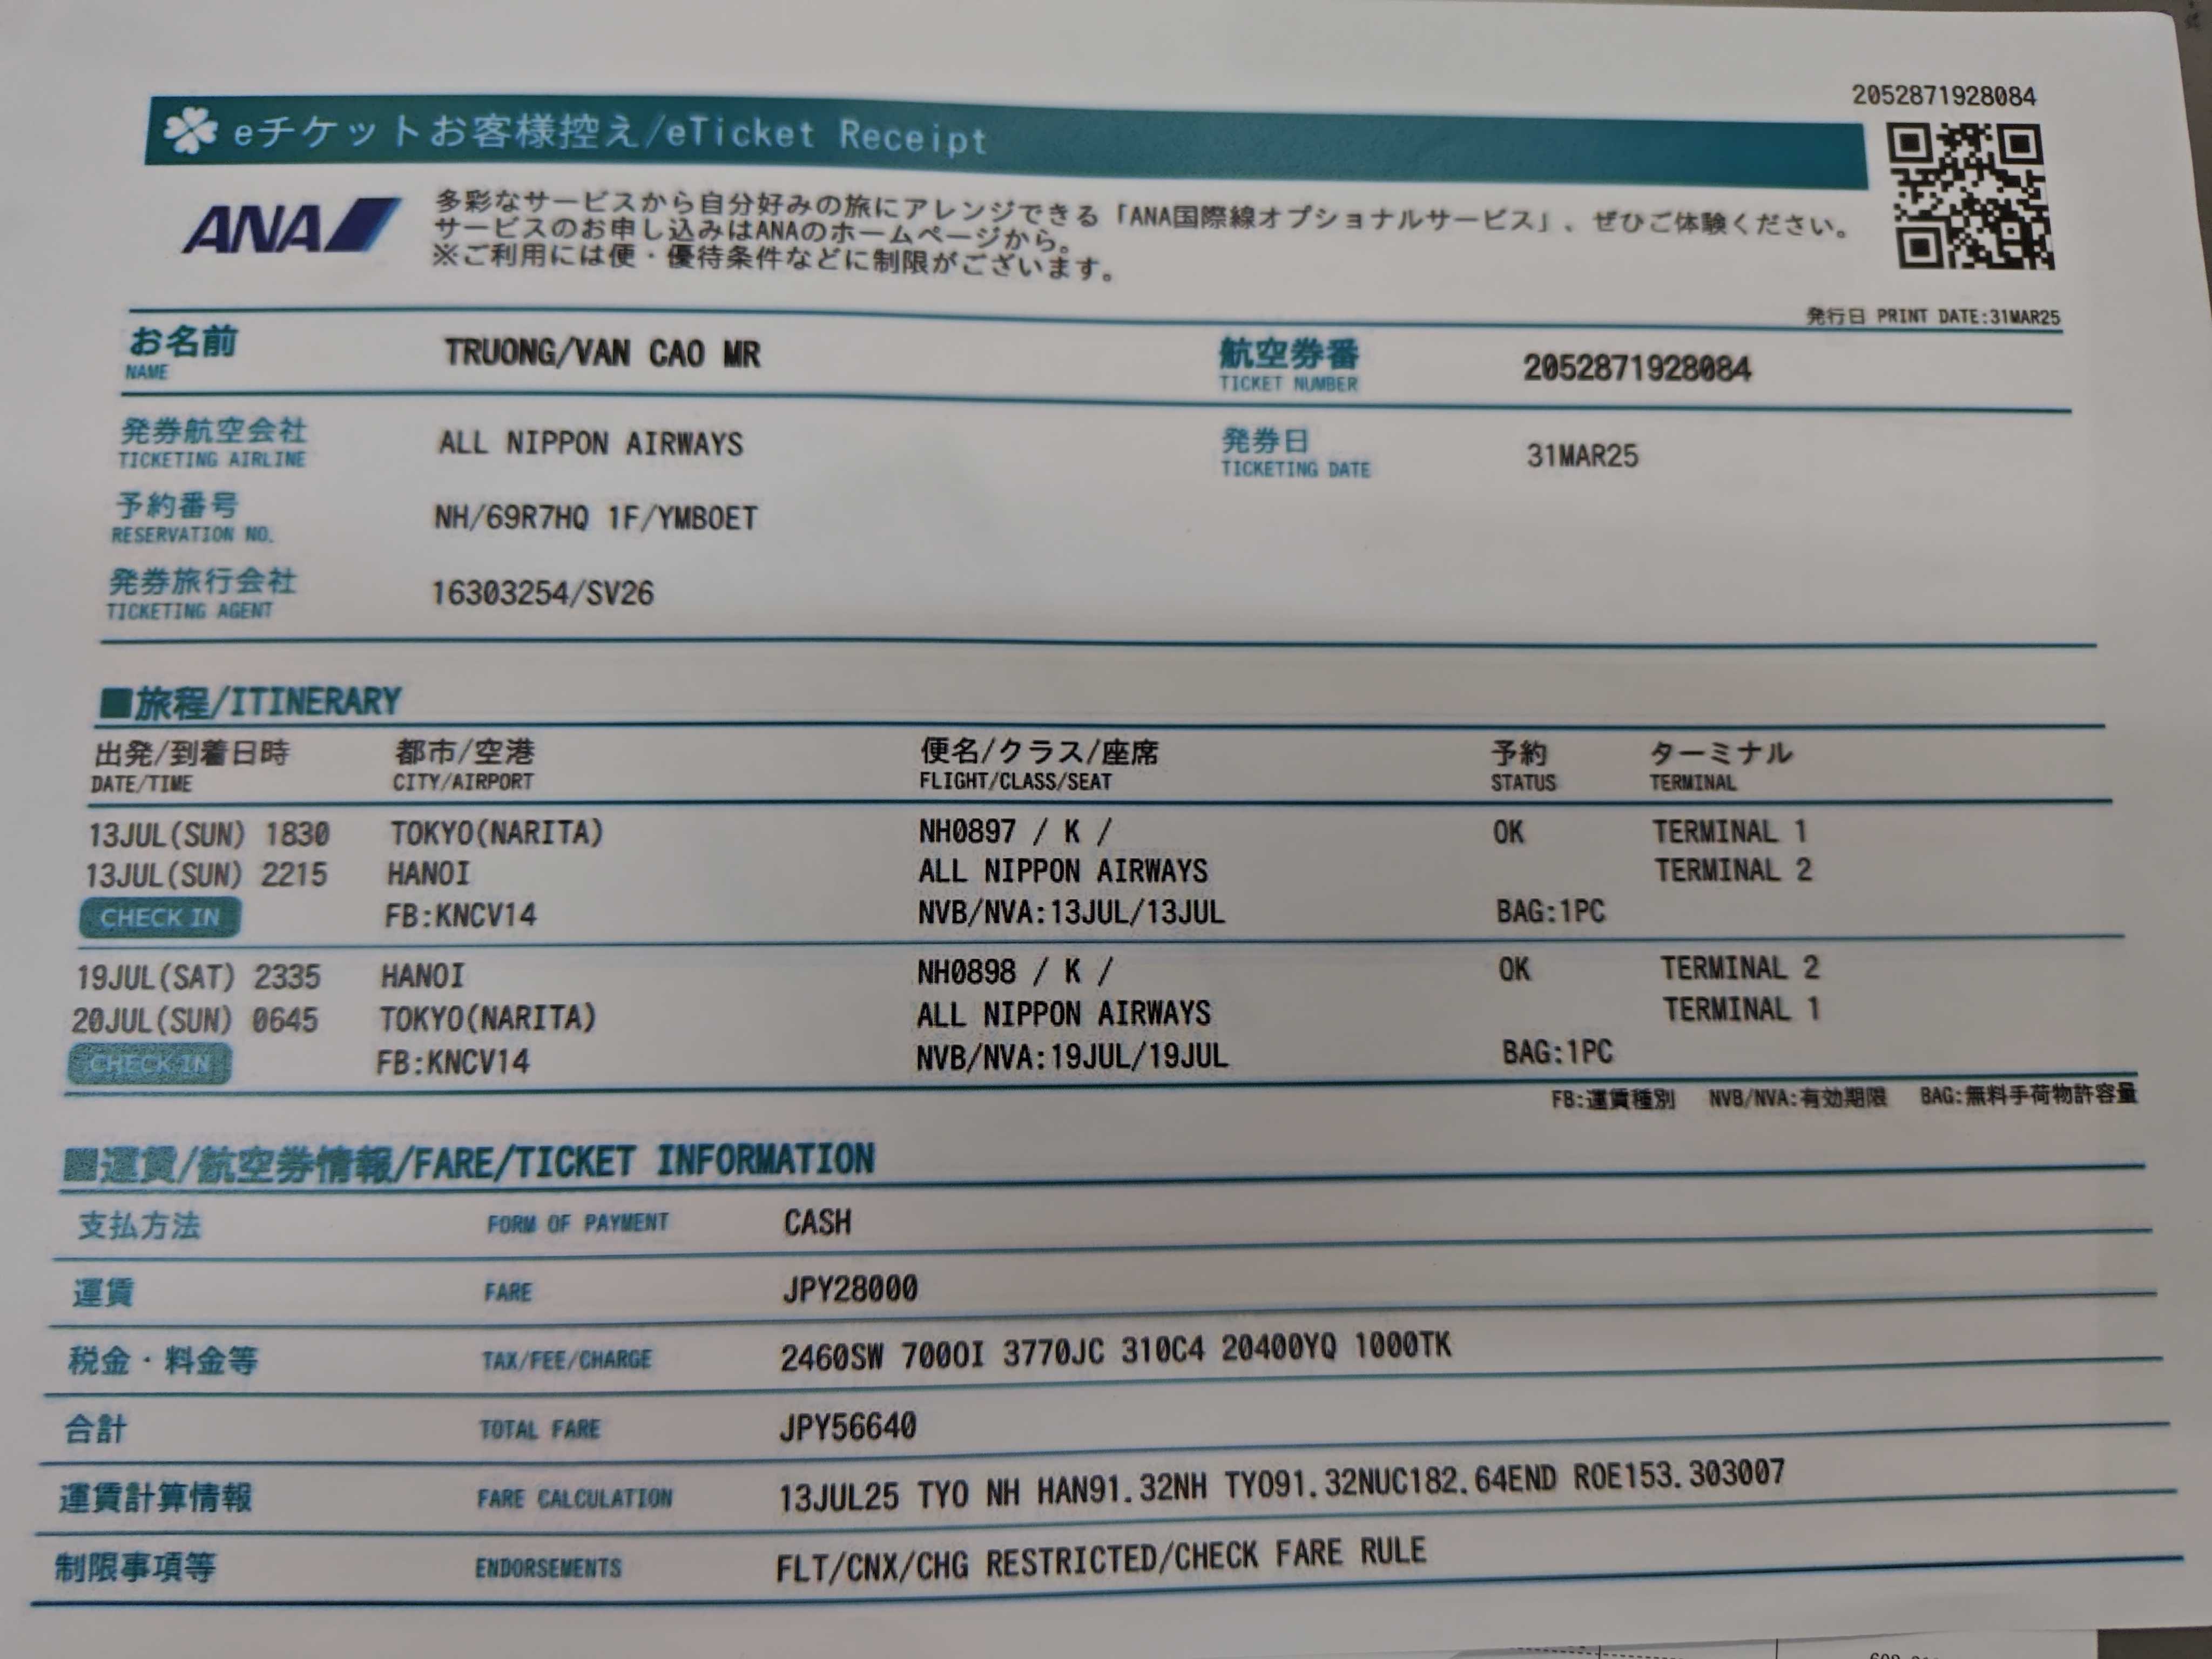 2052871928084
eチケットお客様控え/eTicket Receipt
ANA
多彩なサービスから自分好みの旅にアレンジできる「ANA国際線オプショナルサービス」、ぜひご体験ください。
サービスのお申し込みはANAのホームページから。
※ご利用には便・優待条件などに制限がございます。
発行日 PRINT DATE:31MAR25
お名前 TRUONG/VAN CAO MR 航空券番 2052871928084
NAME TICKET NUMBER
発券航空会社 ALL NIPPON AIRWAYS 発券日 31MAR25
TICKETING AIRLINE TICKETING DATE
予約番号 NH/69R7HQ 1F/YMBOET
RESERVATION NO.
発券旅行会社 16303254/SV26
TICKETING AGENT
■旅程/ITINERARY
出発/到着日時 都市/空港 便名/クラス/座席 予約 ターミナル
DATE/TIME CITY/AIRPORT FLIGHT/CLASS/SEAT STATUS TERMINAL
13JUL(SUN) 1830 TOKYO(NARITA) NH0897 / K / OK TERMINAL 1
13JUL(SUN) 2215 HANOI ALL NIPPON AIRWAYS TERMINAL 2
CHECK IN FB:KNCV14 NVB/NVA:13JUL/13JUL BAG:1PC
19JUL(SAT) 2335 HANOI NH0898 / K / OK TERMINAL 2
20JUL(SUN) 0645 TOKYO(NARITA) ALL NIPPON AIRWAYS TERMINAL 1
CHECK IN FB:KNCV14 NVB/NVA:19JUL/19JUL BAG:1PC
FB:運賃種別 NVB/NVA:有効期限 BAG:無料手荷物許容量
■運賃/航空券情報/FARE/TICKET INFORMATION
支払方法 FORM OF PAYMENT CASH
運賃 FARE JPY28000
税金・料金等 TAX/FEE/CHARGE 2460SW 700OI 3770JC 310C4 20400YQ 1000TK
合計 TOTAL FARE JPY56640
運賃計算情報 FARE CALCULATION 13JUL25 TYO NH HAN91.32NH TYO91.32NUC182.64END ROE153.303007
制限事項等 ENDORSEMENTS FLT/CNX/CHG RESTRICTED/CHECK FARE RULE